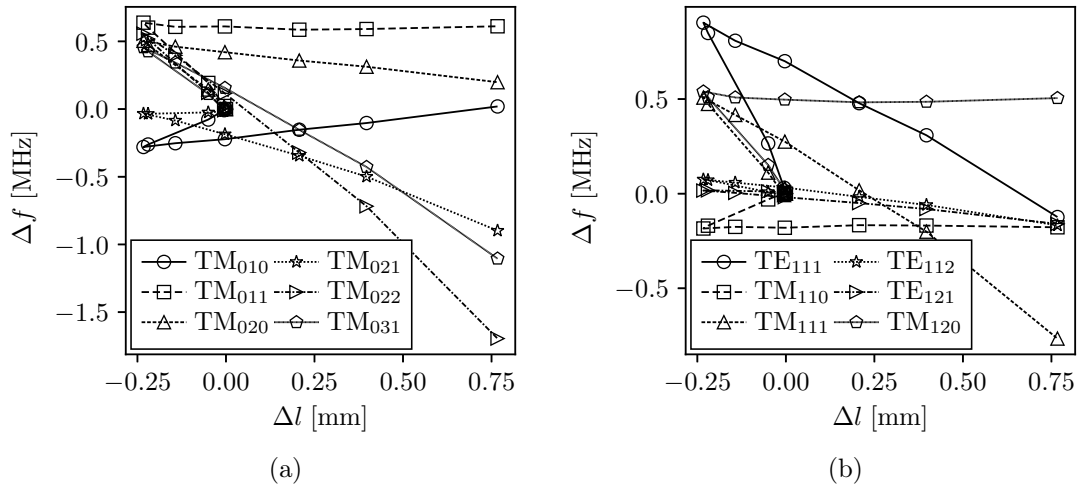 0.5
0.0
−0.5
−1.0
−1.5
Δf [MHz]
TM010
TM011
TM020
TM021
TM022
TM031
−0.25 0.00 0.25 0.50 0.75
Δl [mm]
(a)
0.5
0.0
−0.5
Δf [MHz]
TE111
TM110
TM111
TE112
TE121
TM120
−0.25 0.00 0.25 0.50 0.75
Δl [mm]
(b)